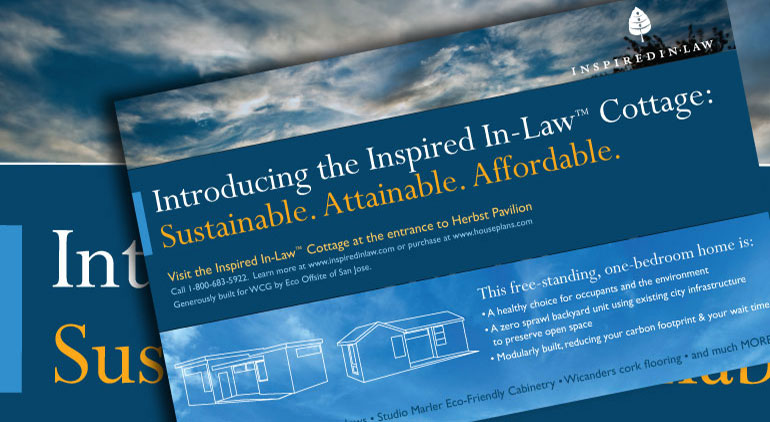 INSPIREDIN-LAW
Introducing the Inspired In-Law™ Cottage:
Sustainable. Attainable. Affordable.
Visit the Inspired In-Law™ Cottage at the entrance to Herbst Pavilion
Call 1-800-683-5922. Learn more at www.inspiredinlaw.com or purchase at www.houseplans.com
Generously built for WCG by Eco Offsite of San Jose.
This free-standing, one-bedroom home is:
• A healthy choice for occupants and the environment
• A zero sprawl backyard unit using existing city infrastructure
to preserve open space
• Modularly built, reducing your carbon footprint & your wait time
• Studio Marler Eco-Friendly Cabinetry • Wicanders cork flooring • and much MORE
Int
Sus